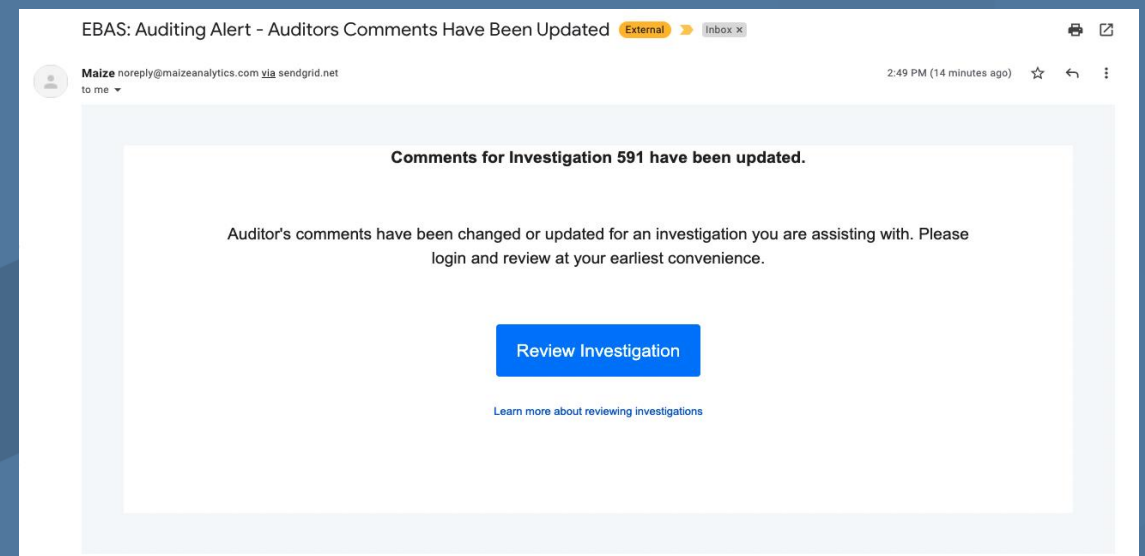 EBAS: Auditing Alert - Auditors Comments Have Been Updated External Inbox ×
Maize noreply@maizeanalytics.com via sendgrid.net 2:49 PM (14 minutes ago)
to me
Comments for Investigation 591 have been updated.
Auditor's comments have been changed or updated for an investigation you are assisting with. Please
login and review at your earliest convenience.
Review Investigation
Learn more about reviewing investigations